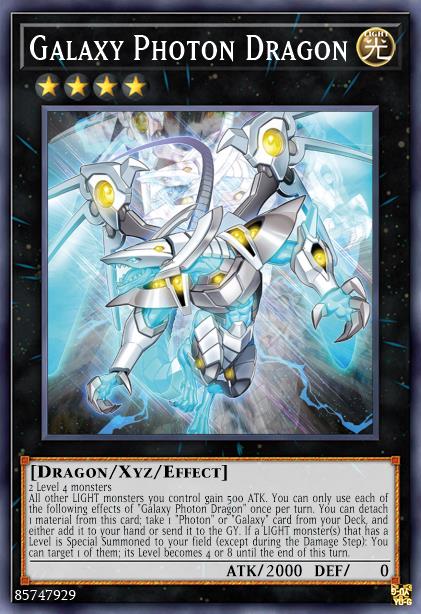 GALAXY PHOTON DRAGON
LIGHT
光
[DRAGON/XYZ/EFFECT]
2 Level 4 monsters
All other LIGHT monsters you control gain 500 ATK. You can only use each of
the following effects of "Galaxy Photon Dragon" once per turn. You can detach
1 material from this card; take 1 "Photon" or "Galaxy" card from your Deck, and
either add it to your hand or send it to the GY. If a LIGHT monster(s) that has a
Level is Special Summoned to your field (except during the Damage Step): You
can target 1 of them; its Level becomes 4 or 8 until the end of this turn.
ATK/2000 DEF/ 0
85747929